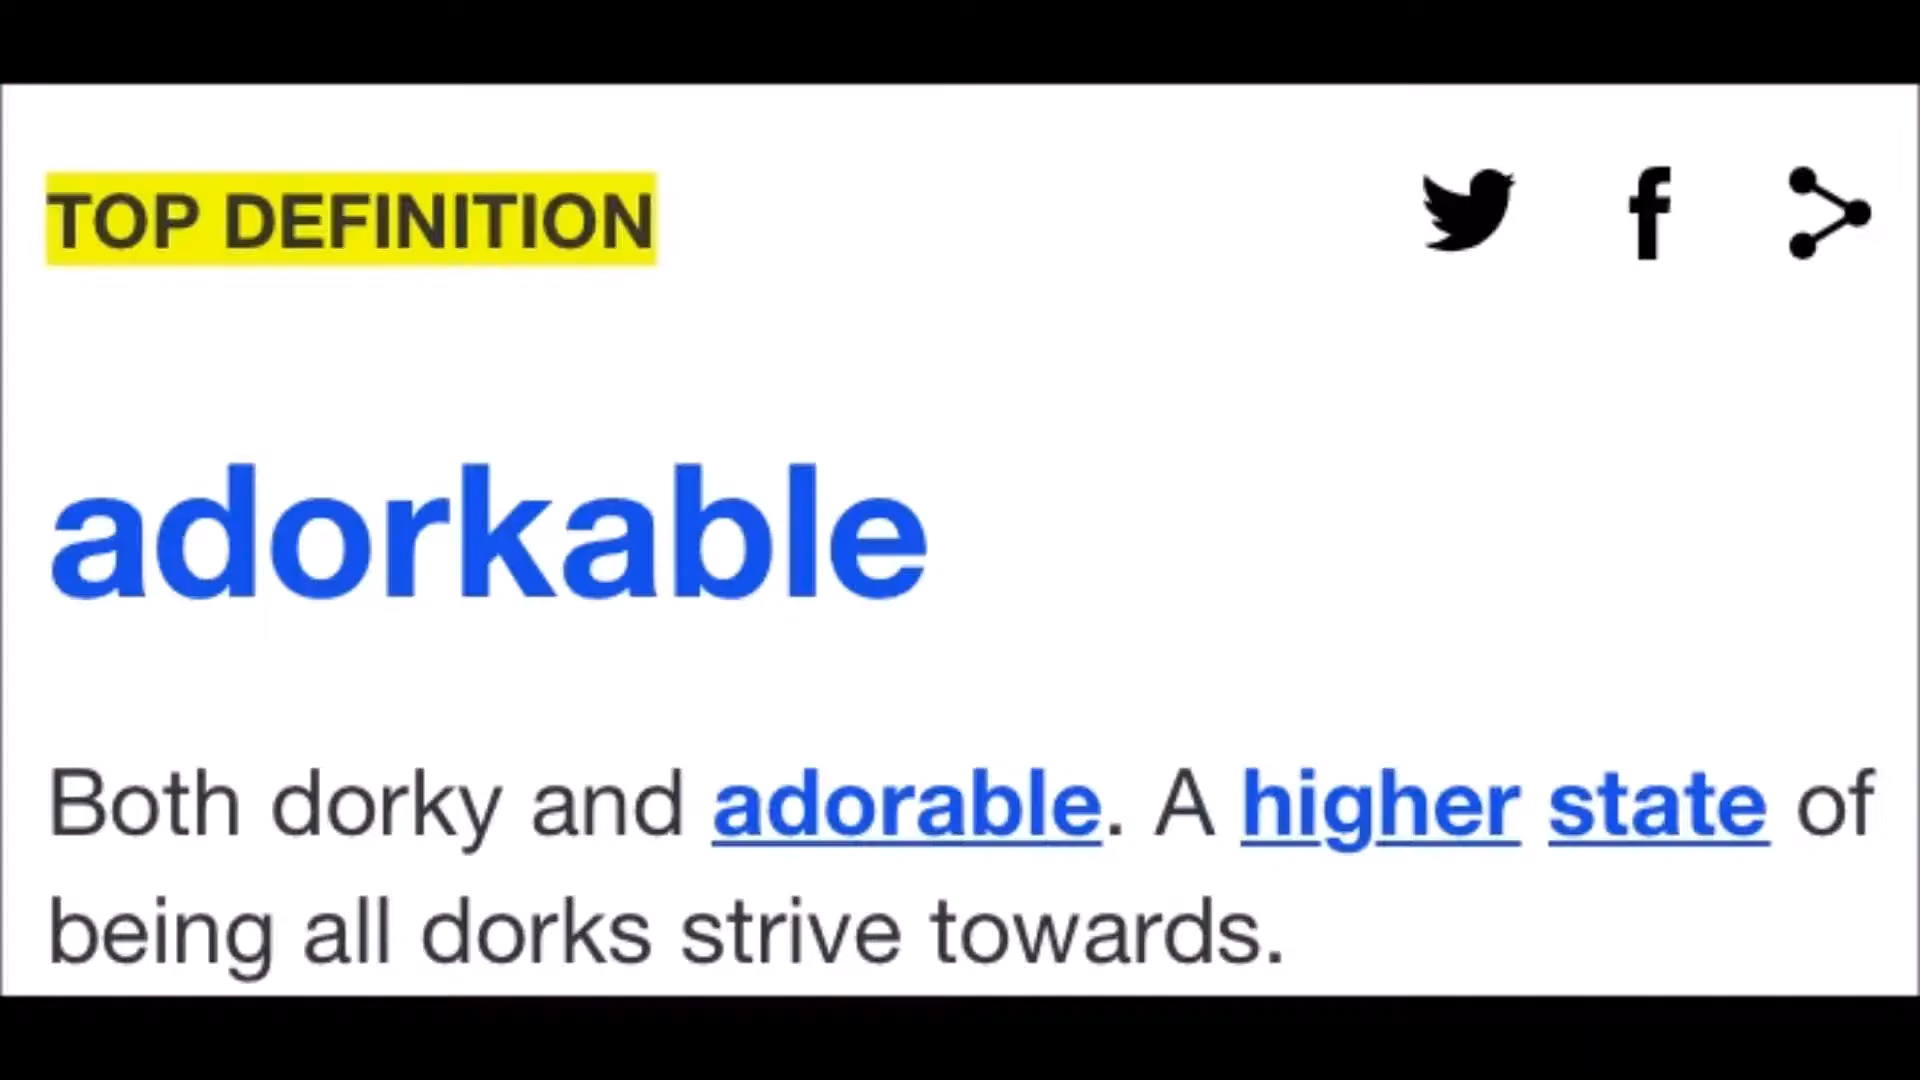 TOP DEFINITION
adorkable
Both dorky and adorable. A higher state of
being all dorks strive towards.